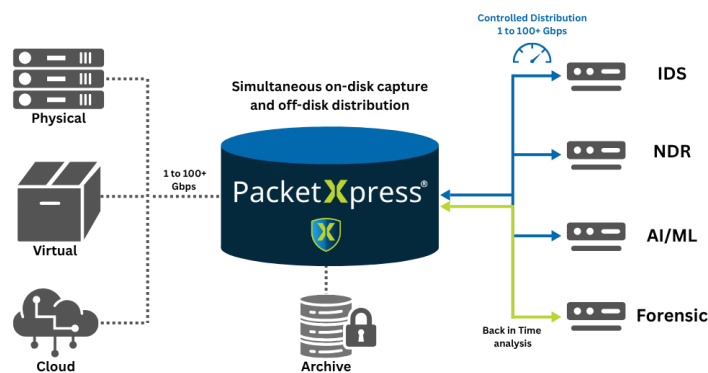 Controlled Distribution
1 to 100+ Gbps
Simultaneous on-disk capture
and off-disk distribution
Physical
IDS
NDR
1 to 100+
Gbps
PacketXpress®
X
Virtual
AI/ML
Forensic
Back in Time
analysis
Cloud
Archive